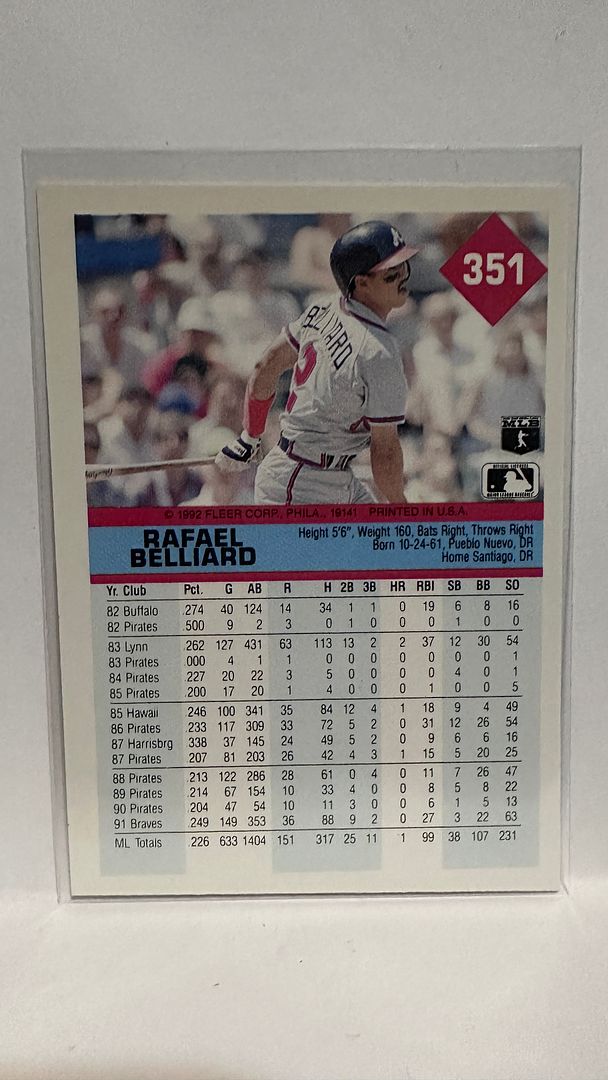 351
BELLIARD
2
A
MLB
OFFICIAL LICENSEE
MAJOR LEAGUE BASEBALL
© 1992 FLEER CORP., PHILA., 19141 PRINTED IN U.S.A.
RAFAEL
BELLIARD
Height 5'6", Weight 160, Bats Right, Throws Right
Born 10-24-61, Pueblo Nuevo, DR
Home Santiago, DR
Yr. Club Pct. G AB R H 2B 3B HR RBI SB BB SO
82 Buffalo .274 40 124 14 34 1 1 0 19 6 8 16
82 Pirates .500 9 2 3 0 1 0 0 0 1 0 0
83 Lynn .262 127 431 63 113 13 2 2 37 12 30 54
83 Pirates .000 4 1 1 0 0 0 0 0 0 0 1
84 Pirates .227 20 22 3 5 0 0 0 0 4 0 1
85 Pirates .200 17 20 1 4 0 0 0 1 0 0 5
85 Hawaii .246 100 341 35 84 12 4 1 18 9 4 49
86 Pirates .233 117 309 33 72 5 2 0 31 12 26 54
87 Harrisbrg .338 37 145 24 49 5 2 0 9 6 6 16
87 Pirates .207 81 203 26 42 4 3 1 15 5 20 25
88 Pirates .213 122 286 28 61 0 4 0 11 7 26 47
89 Pirates .214 67 154 10 33 4 0 0 8 5 8 22
90 Pirates .204 47 54 10 11 3 0 0 6 1 5 13
91 Braves .249 149 353 36 88 9 2 0 27 3 22 63
ML Totals .226 633 1404 151 317 25 11 1 99 38 107 231